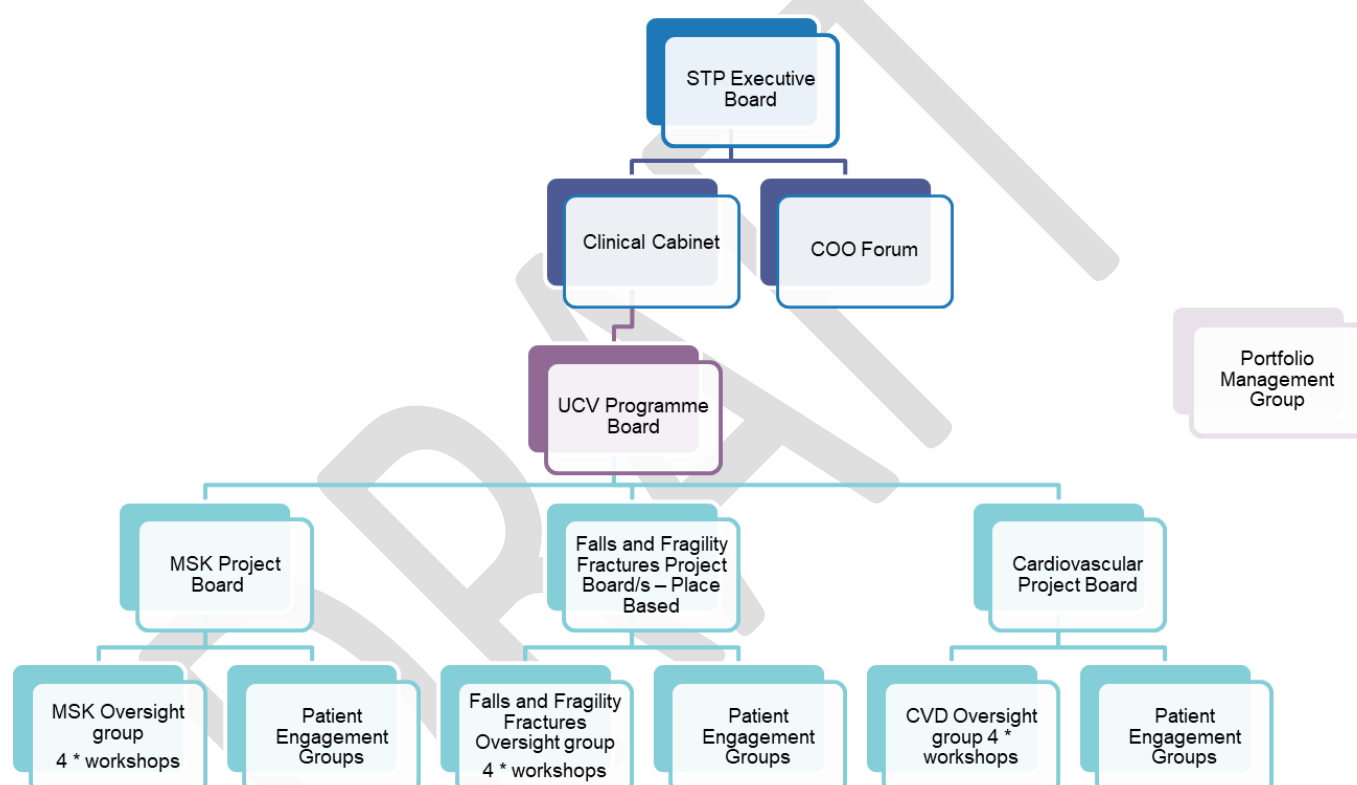 STP Executive
Board
Clinical Cabinet
COO Forum
Portfolio
Management
Group
UCV Programme
Board
MSK Project
Board
Falls and Fragility
Fractures Project
Board/s – Place
Based
Cardiovascular
Project Board
MSK Oversight
group
4 * workshops
Patient
Engagement
Groups
Falls and Fragility
Fractures
Oversight group
4 * workshops
Patient
Engagement
Groups
CVD Oversight
group 4 *
workshops
Patient
Engagement
Groups
DRAFT